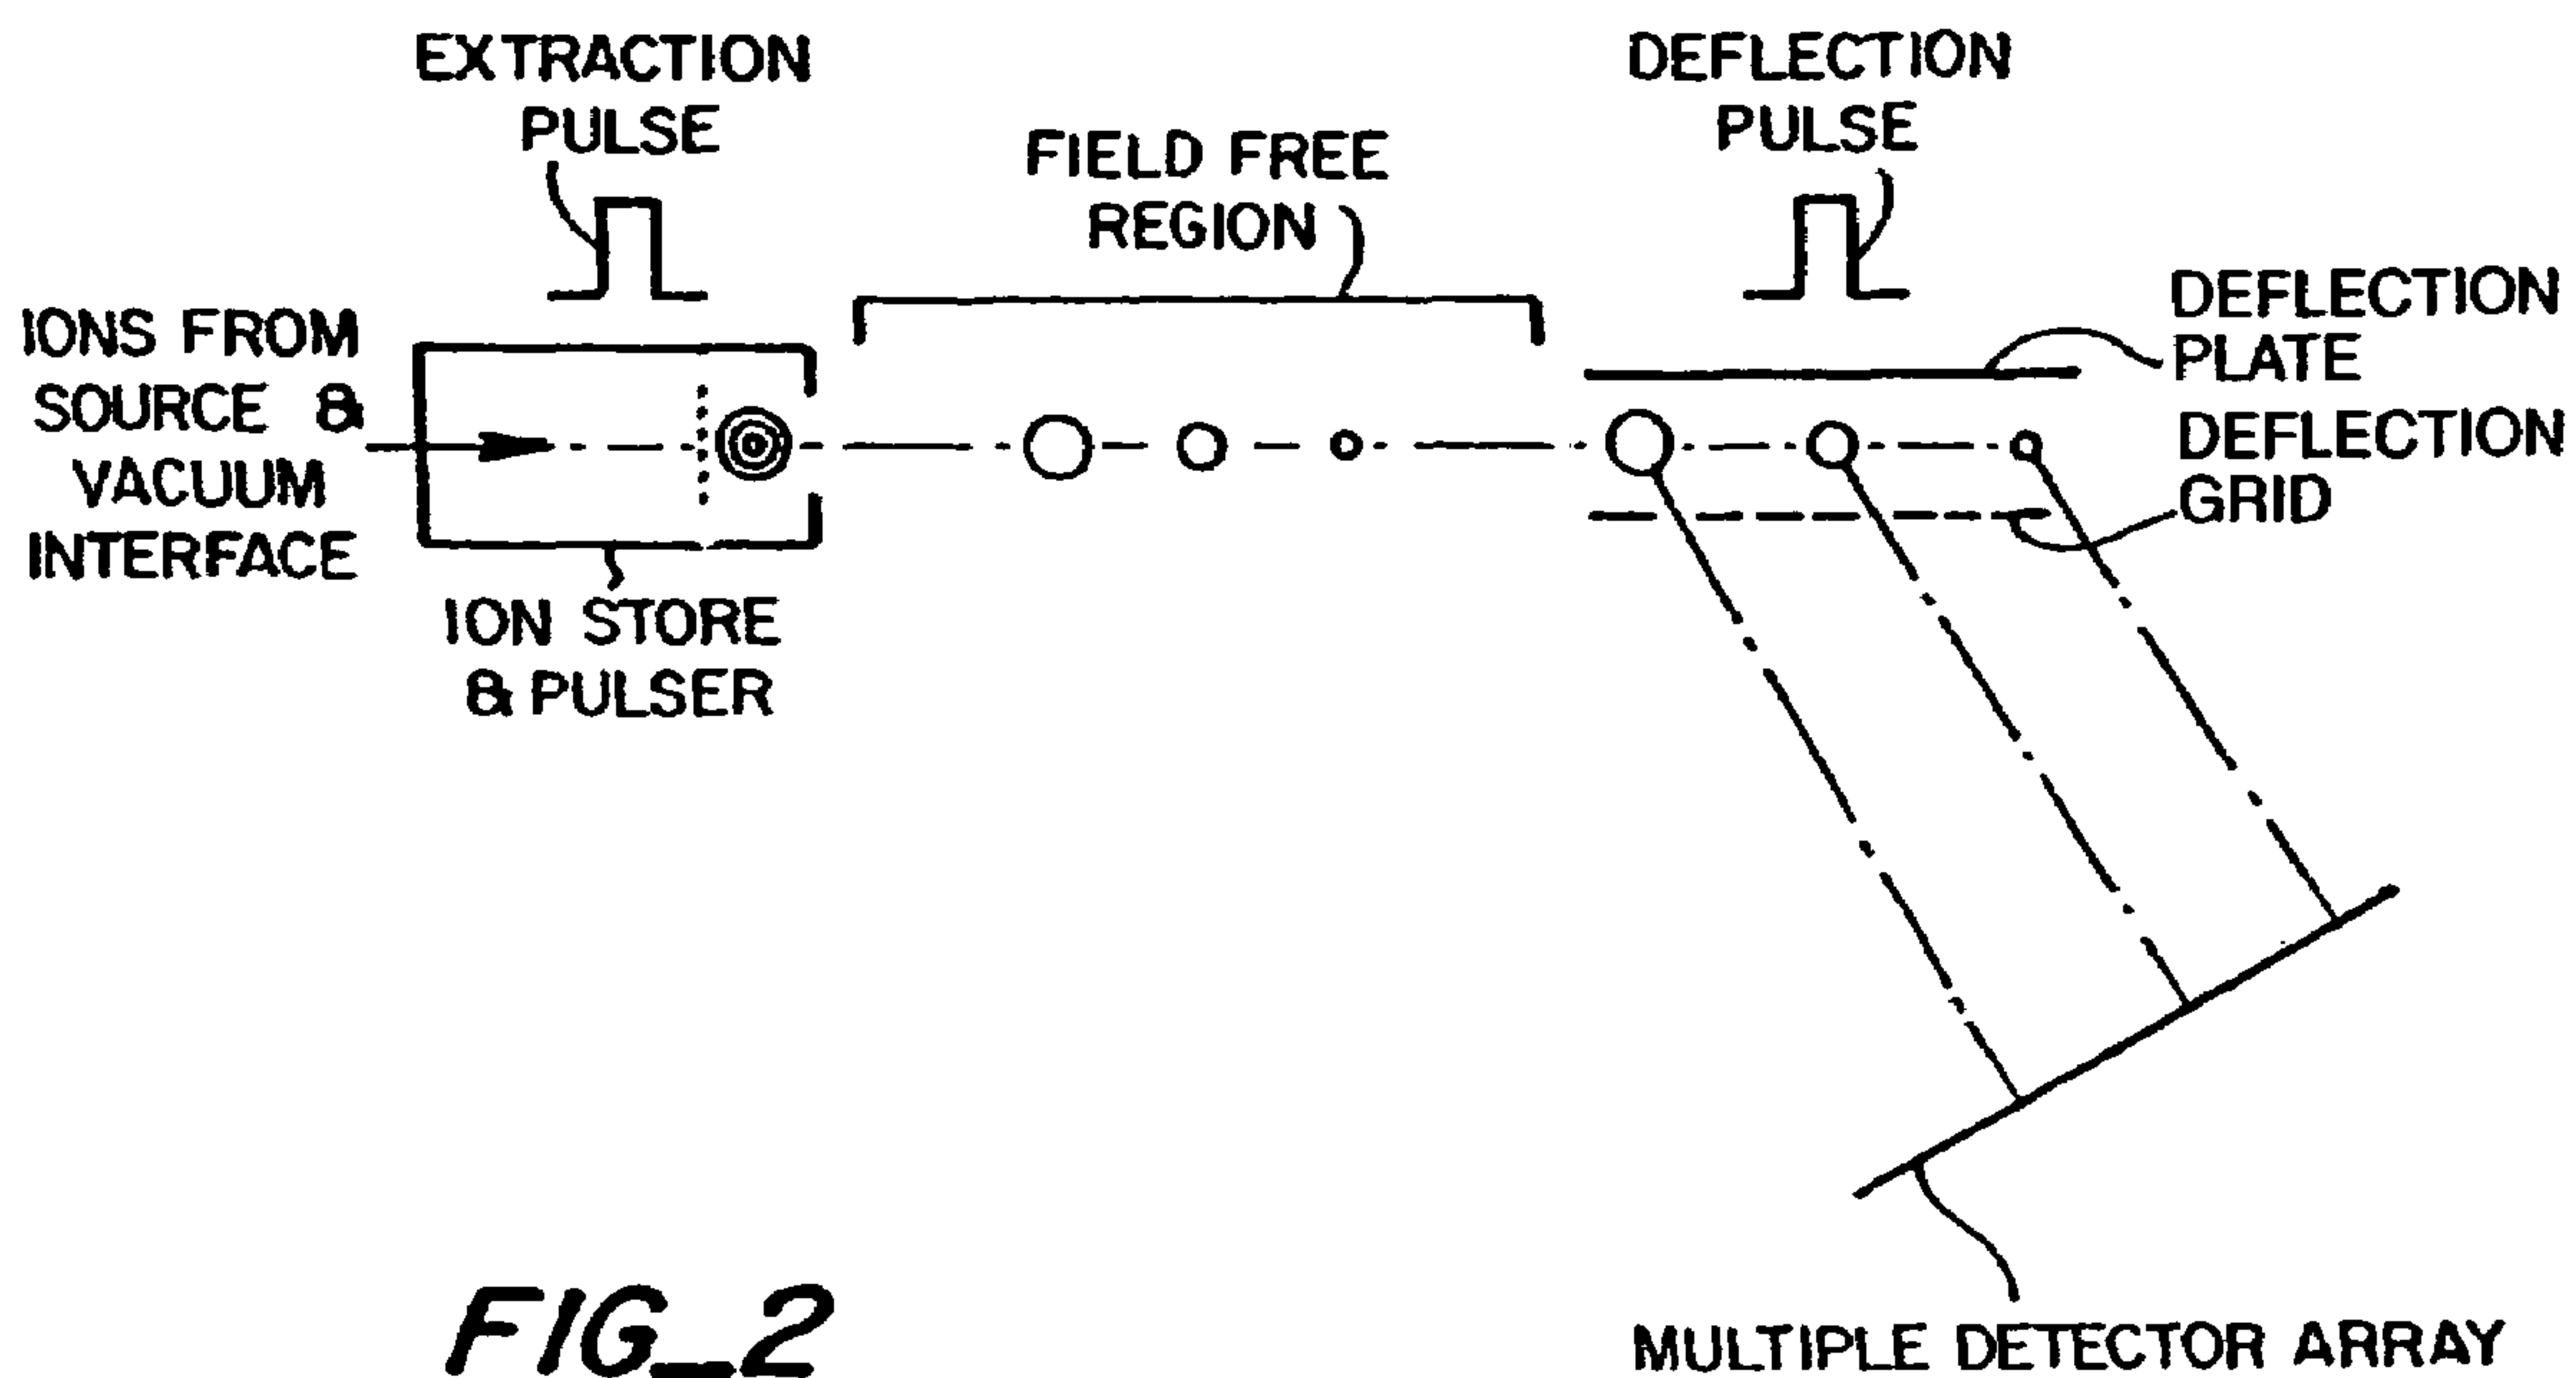 EXTRACTION
PULSE
DEFLECTION
PULSE
FIELD FREE
REGION
IONS FROM
SOURCE &
VACUUM
INTERFACE
DEFLECTION
PLATE
DEFLECTION
GRID
ION STORE
& PULSER
MULTIPLE DETECTOR ARRAY
FIG_2